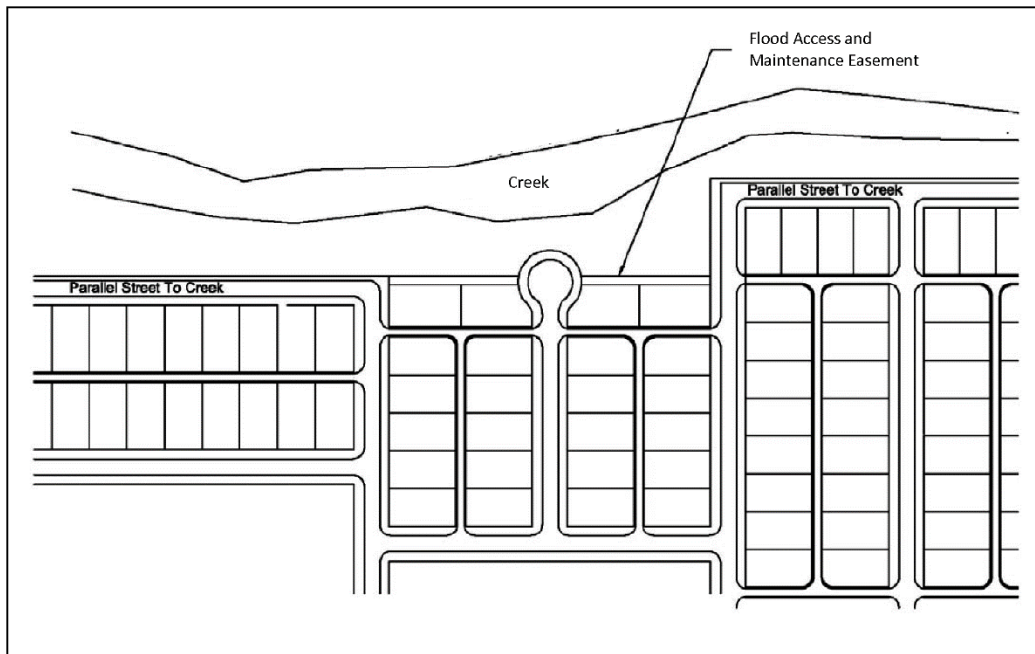 Flood Access and
Maintenance Easement
Creek
Parallel Street To Creek
Parallel Street To Creek